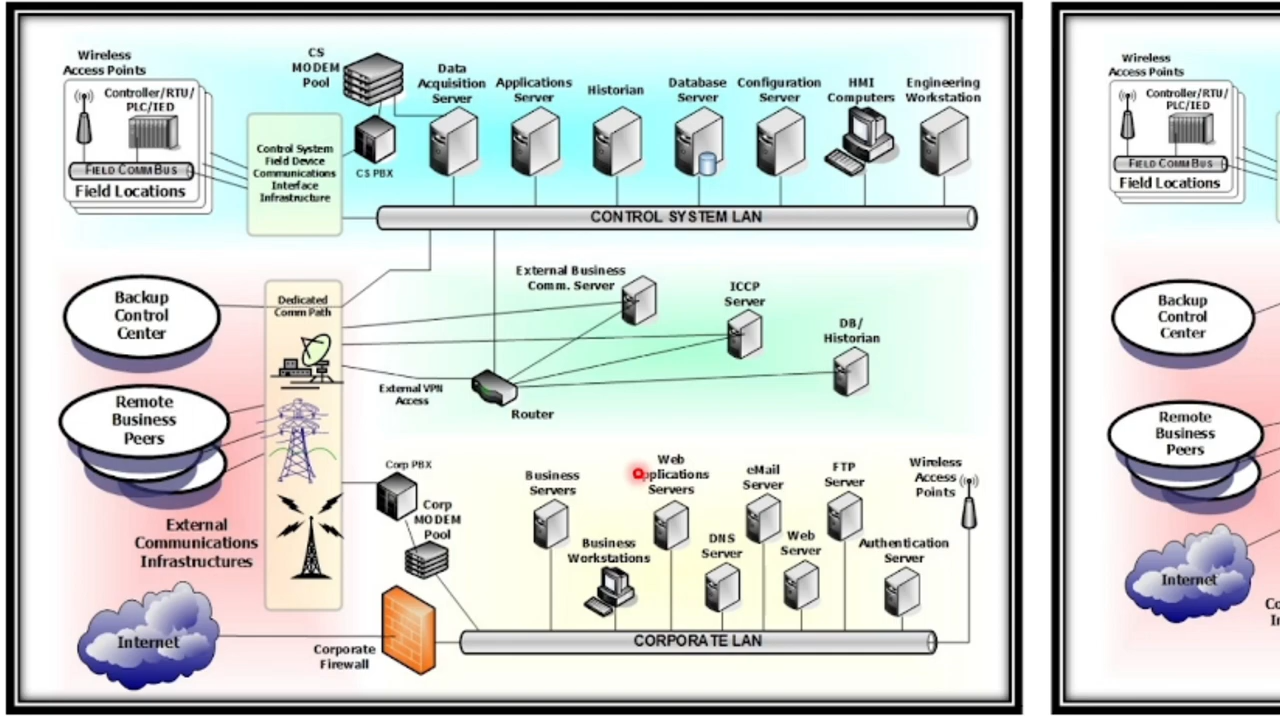 Wireless
Access Points
Controller/RTU/
PLC/IED
FIELD COMM BUS
Field Locations
Control System
Field Device
Communications
Interface
Infrastructure
CS
MODEM
Pool
CS PBX
Data
Acquisition
Server
Applications
Server
Historian
Database
Server
Configuration
Server
HMI
Computers
Engineering
Workstation
CONTROL SYSTEM LAN
Backup
Control
Center
Dedicated
Comm Path
External Business
Comm. Server
ICCP
Server
DB/
Historian
External VPN
Access
Router
Remote
Business
Peers
External
Communications
Infrastructures
Corp PBX
Corp
MODEM
Pool
Business
Servers
Web
Servers
eMail
Server
FTP
Server
Wireless
Access
Points
Business
Workstations
DNS
Server
Web
Server
Authentication
Server
Internet
Corporate
Firewall
CORPORATE LAN
Wireless
Access Points
Controller/RTU/
PLC/IED
FIELD COMM BUS
Field Locations
Backup
Control
Center
Remote
Business
Peers
Internet